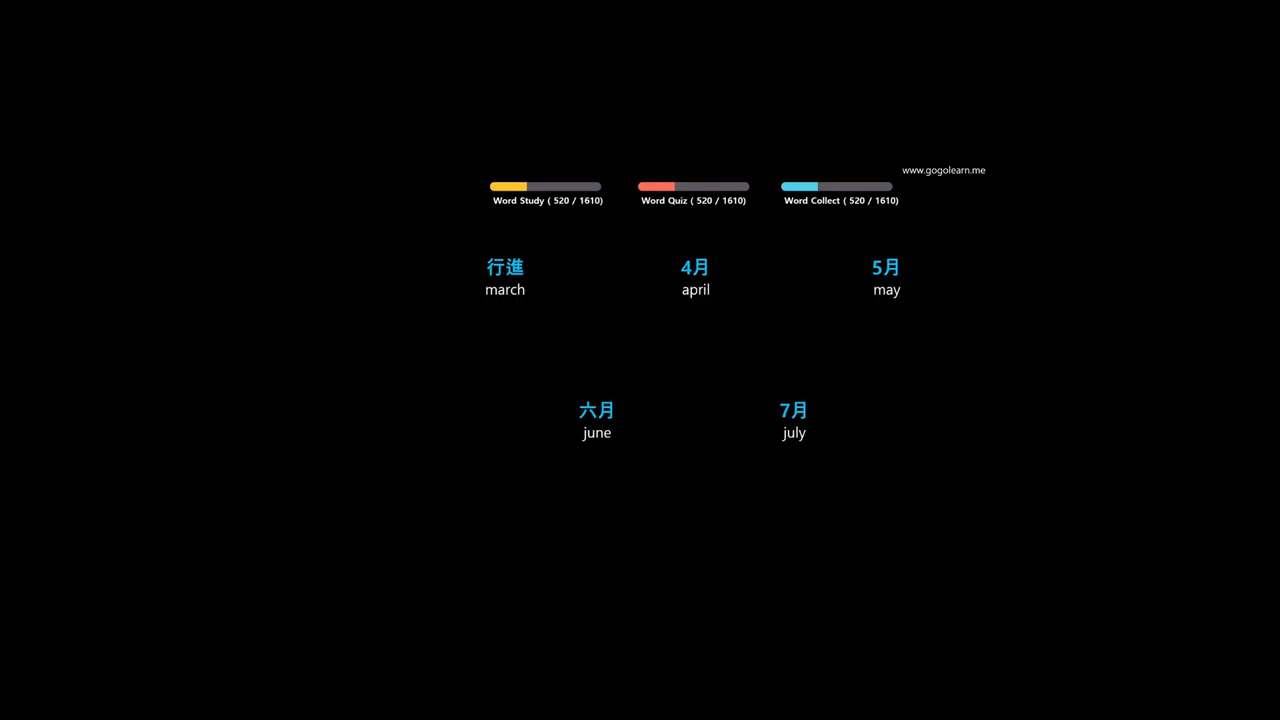 www.gogolearn.me
Word Study ( 520 / 1610)
Word Quiz ( 520 / 1610)
Word Collect ( 520 / 1610)
行進
march
4月
april
5月
may
六月
june
7月
july